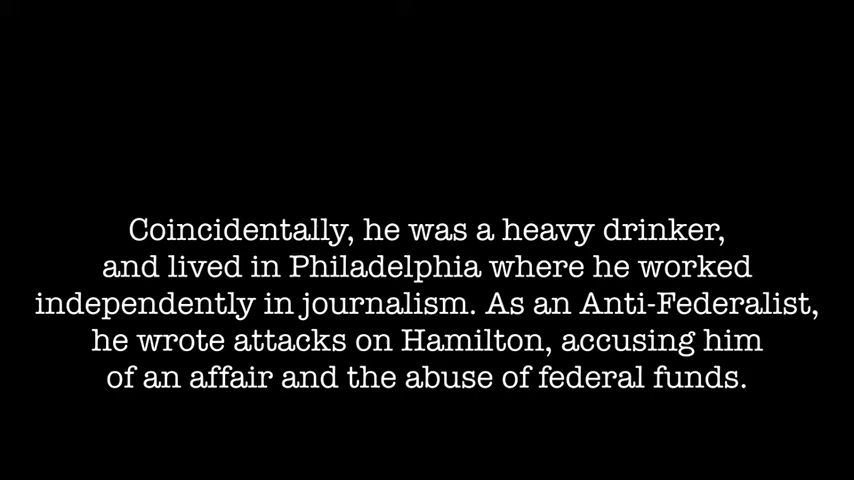 Coincidentally, he was a heavy drinker,
and lived in Philadelphia where he worked
independently in journalism. As an Anti-Federalist,
he wrote attacks on Hamilton, accusing him
of an affair and the abuse of federal funds.